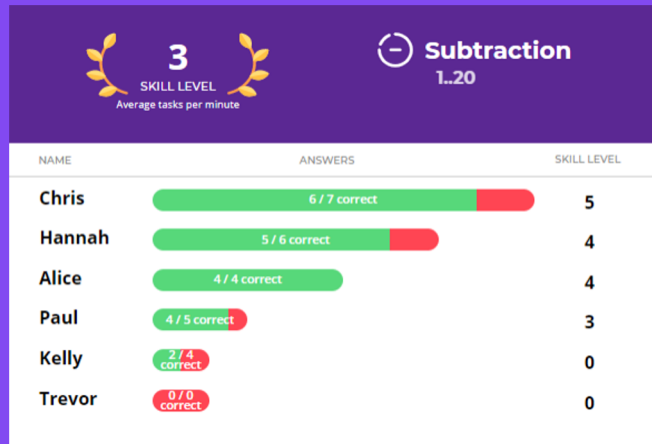 3
SKILL LEVEL
Average tasks per minute
Subtraction
1..20
NAME ANSWERS SKILL LEVEL
Chris 6 / 7 correct 5
Hannah 5 / 6 correct 4
Alice 4 / 4 correct 4
Paul 4 / 5 correct 3
Kelly 2 / 4 correct 0
Trevor 0 / 0 correct 0